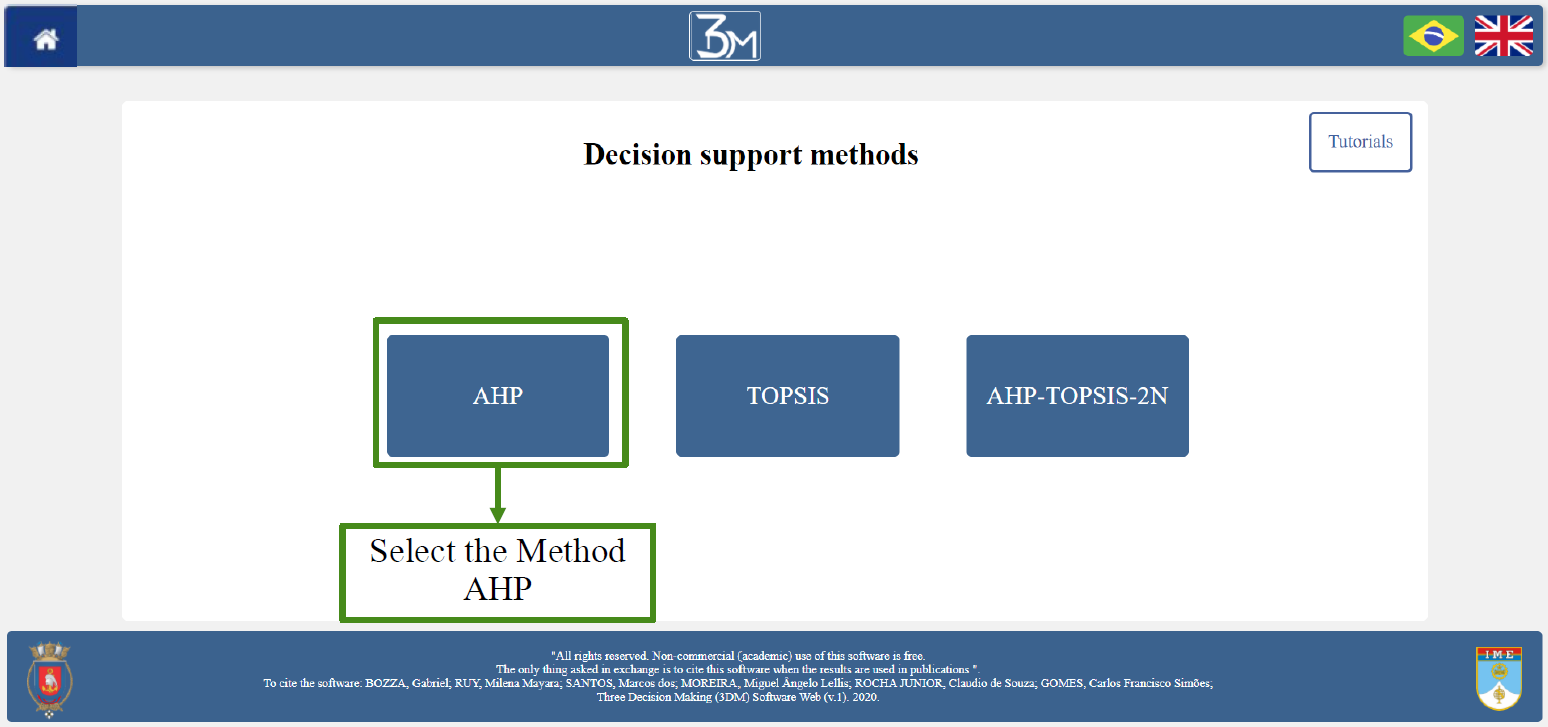 3DM
Tutorials
Decision support methods
AHP
TOPSIS
AHP-TOPSIS-2N
Select the Method
AHP
"All rights reserved. Non-commercial (academic) use of this software is free.
The only thing asked in exchange is to cite this software when the results are used in publications ".
To cite the software: BOZZA, Gabriel; RUY, Milena Mayara; SANTOS, Marcos dos; MOREIRA, Miguel Ângelo Lellis; ROCHA JUNIOR, Claudio de Souza; GOMES, Carlos Francisco Simões;
Three Decision Making (3DM) Software Web (v.1). 2020.
I·M·E